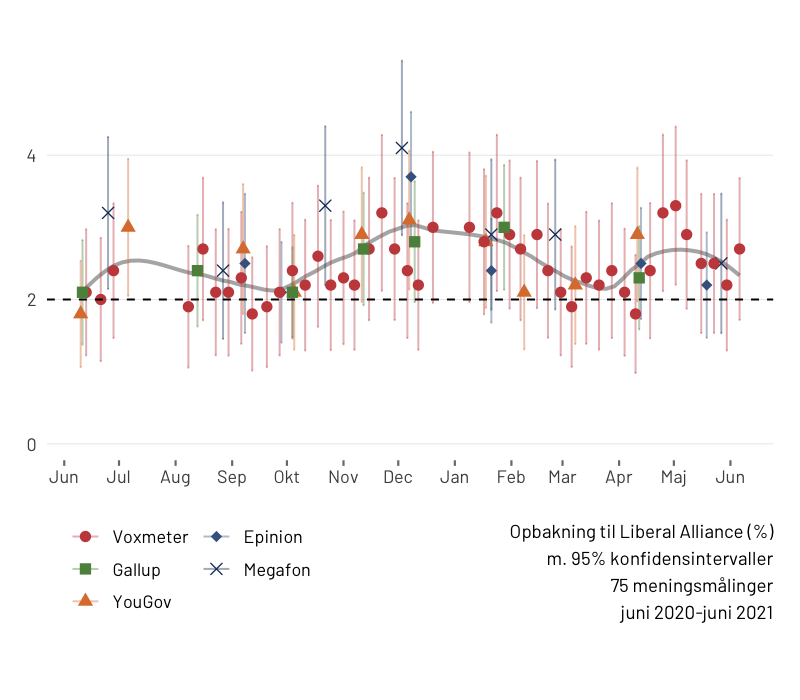 4
2
0
Jun Jul Aug Sep Okt Nov Dec Jan Feb Mar Apr Maj Jun
Voxmeter
Gallup
YouGov
Epinion
Megafon
Opbakning til Liberal Alliance (%)
m. 95% konfidensintervaller
75 meningsmålinger
juni 2020-juni 2021